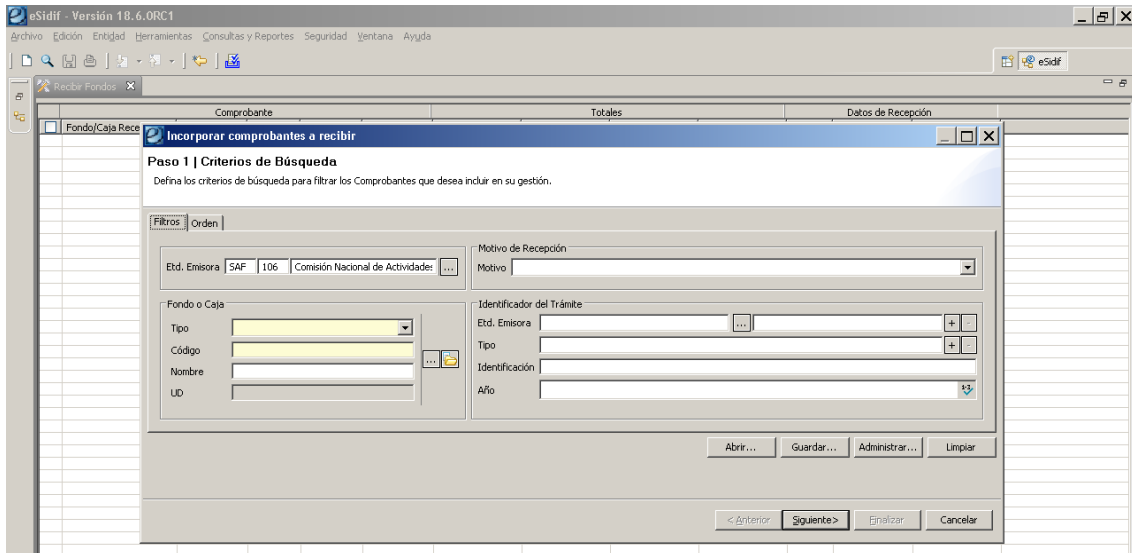 eSidif - Versión 18.6.0RC1
Archivo Edición Entidad Herramientas Consultas y Reportes Seguridad Ventana Ayuda
eSidif
Recibir Fondos
Comprobante Totales Datos de Recepción
Fondo/Caja Rece
Incorporar comprobantes a recibir
Paso 1 | Criterios de Búsqueda
Defina los criterios de búsqueda para filtrar los Comprobantes que desea incluir en su gestión.
Filtros Orden
Motivo de Recepción
Etd. Emisora SAF 106 Comisión Nacional de Actividades ... Motivo
Fondo o Caja Identificador del Trámite
Tipo Etd. Emisora ... + -
Código Tipo + -
...
Nombre Identificación
UD Año
Abrir... Guardar... Administrar... Limpiar
< Anterior Siguiente> Finalizar Cancelar